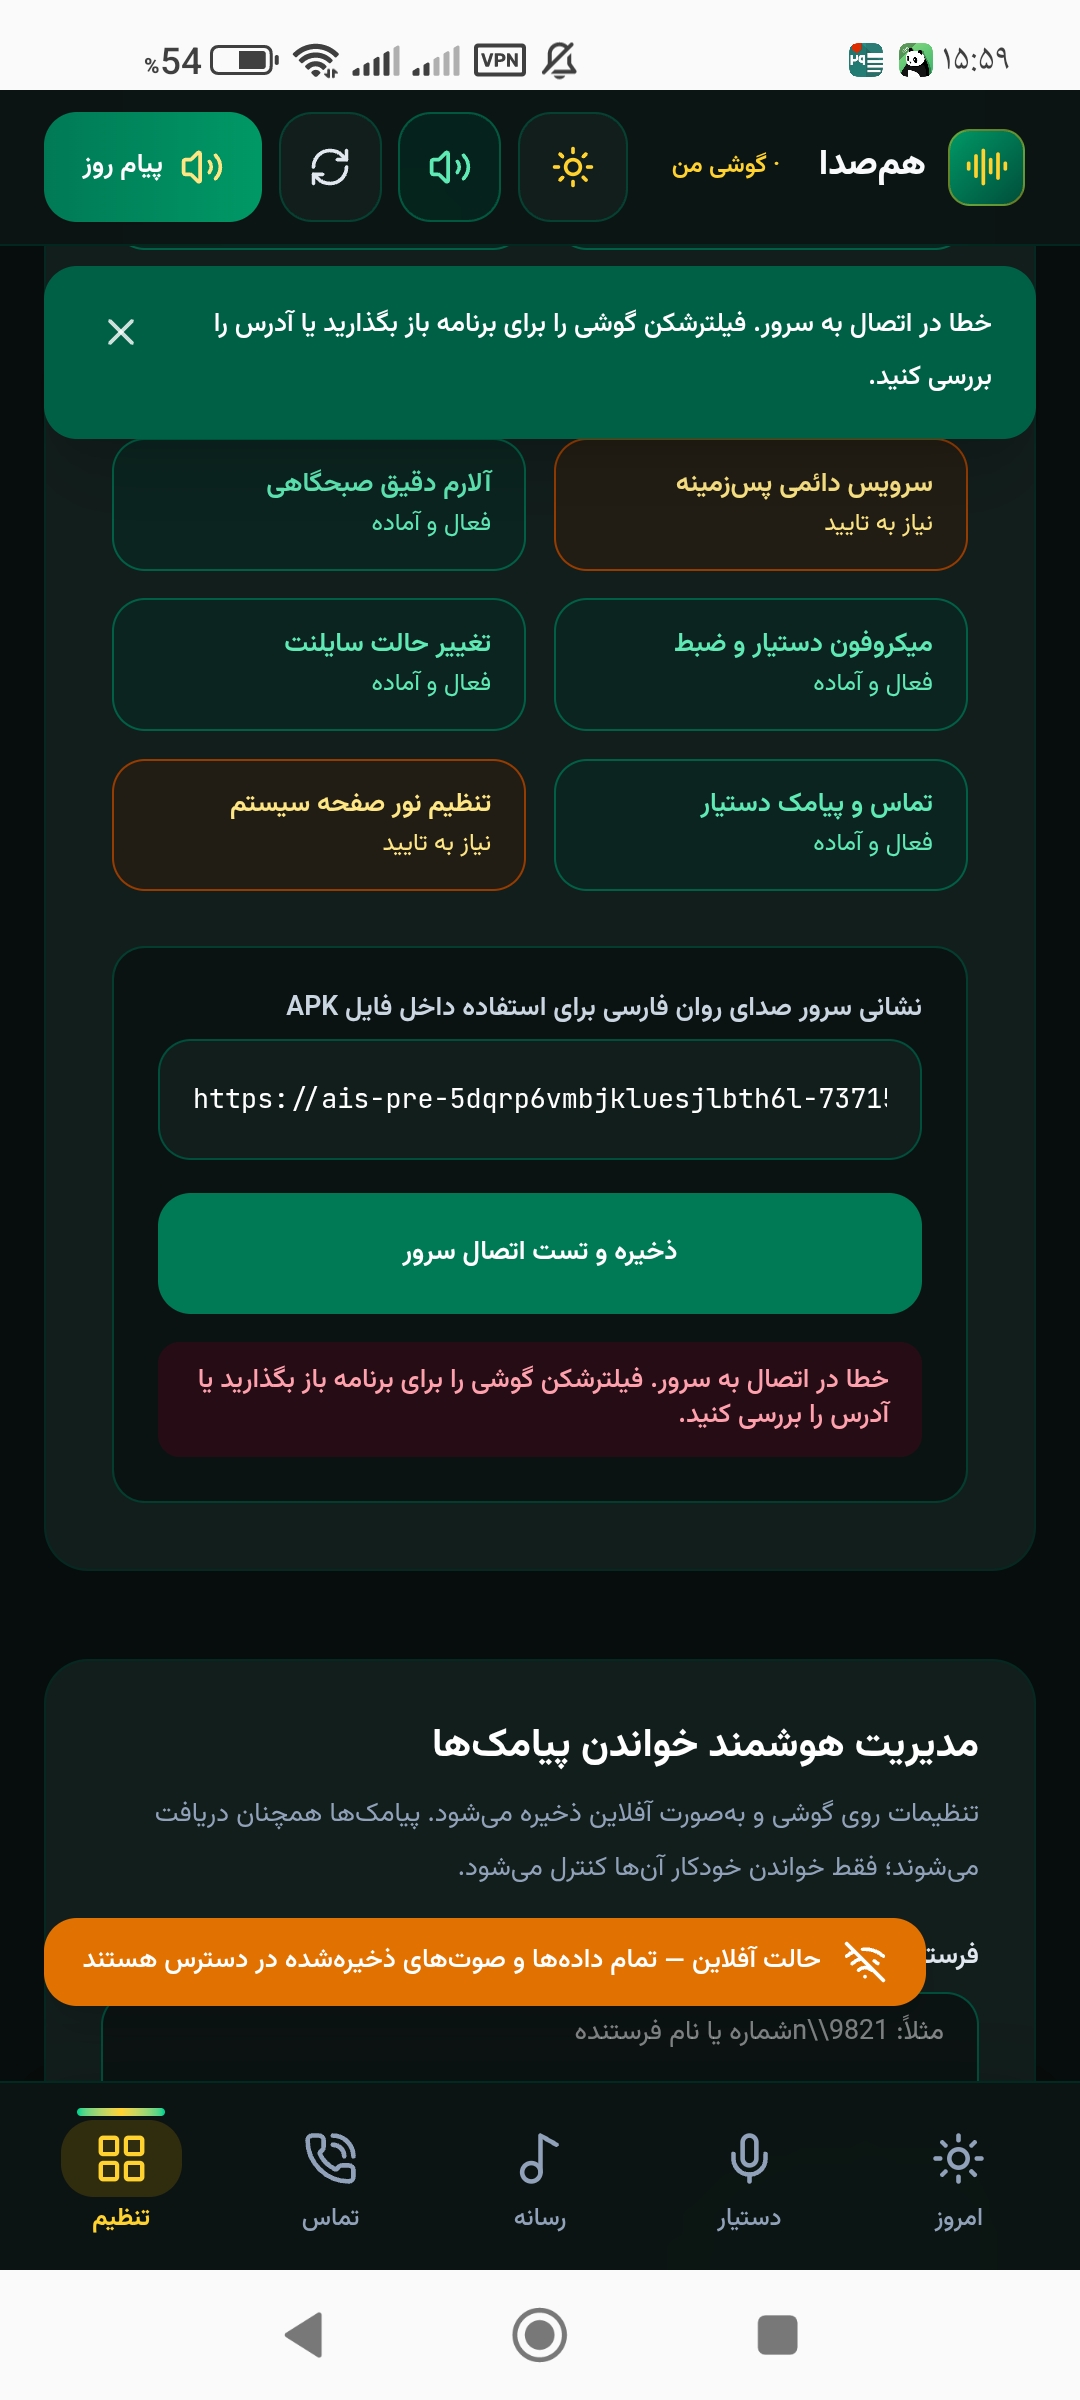 ۱۵:۵۹
VPN
%54
هم‌صدا
· گوشی من
پیام روز
خطا در اتصال به سرور. فیلترشکن گوشی را برای برنامه باز بگذارید یا آدرس را
بررسی کنید.
سرویس دائمی پس‌زمینه
نیاز به تایید
آلارم دقیق صبحگاهی
فعال و آماده
میکروفون دستیار و ضبط
فعال و آماده
تغییر حالت سایلنت
فعال و آماده
تماس و پیامک دستیار
فعال و آماده
تنظیم نور صفحه سیستم
نیاز به تایید
نشانی سرور صدای روان فارسی برای استفاده داخل فایل APK
https://ais-pre-5dqrp6vmbjkluesjlbth6l-7371
ذخیره و تست اتصال سرور
خطا در اتصال به سرور. فیلترشکن گوشی را برای برنامه باز بگذارید یا
آدرس را بررسی کنید.
مدیریت هوشمند خواندن پیامک‌ها
تنظیمات روی گوشی و به‌صورت آفلاین ذخیره می‌شود. پیامک‌ها همچنان دریافت
می‌شوند؛ فقط خواندن خودکار آن‌ها کنترل می‌شود.
حالت آفلاین — تمام داده‌ها و صوت‌های ذخیره‌شده در دسترس هستند
مثلاً: 9821\\nشماره یا نام فرستنده
امروز
دستیار
رسانه
تماس
تنظیم